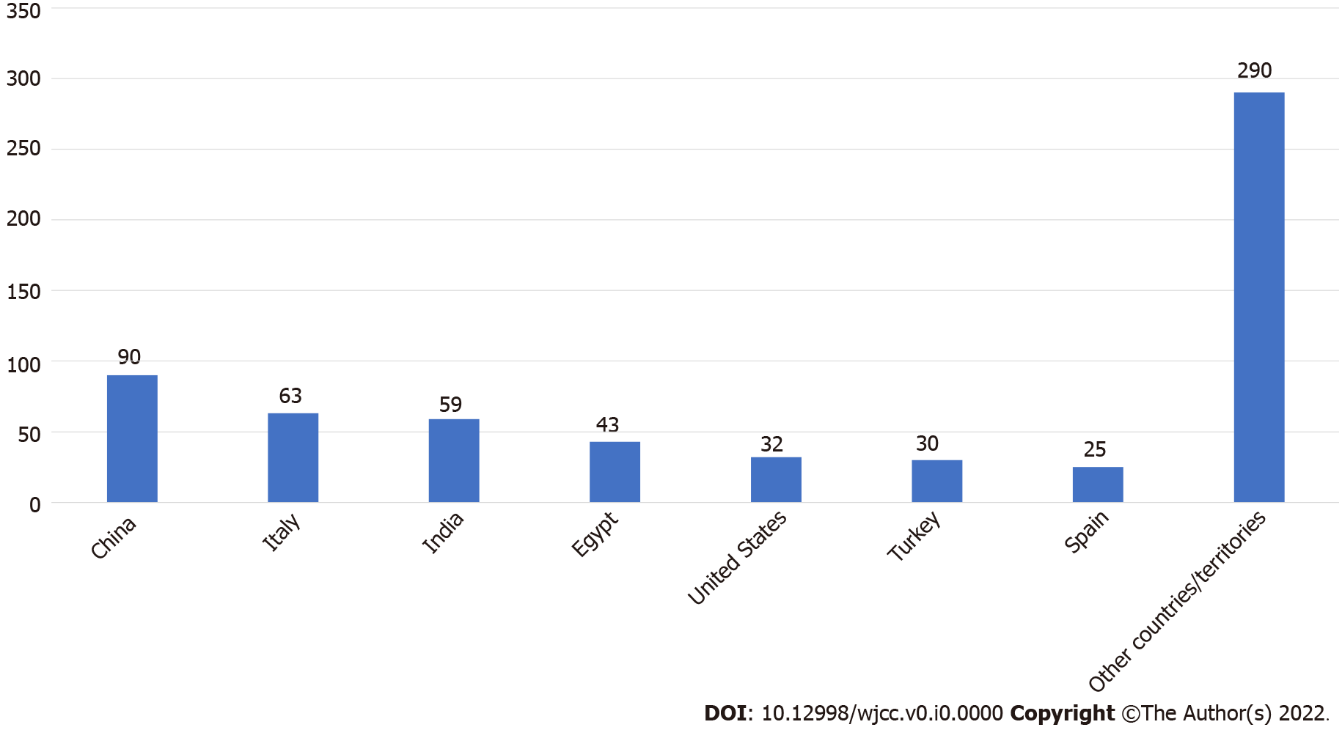 350
300
250
200
150
100
50
0
90
63
59
43
32
30
25
290
China
Italy
India
Egypt
United States
Turkey
Spain
Other countries/territories
DOI: 10.12998/wjcc.v0.i0.0000 Copyright ©The Author(s) 2022.